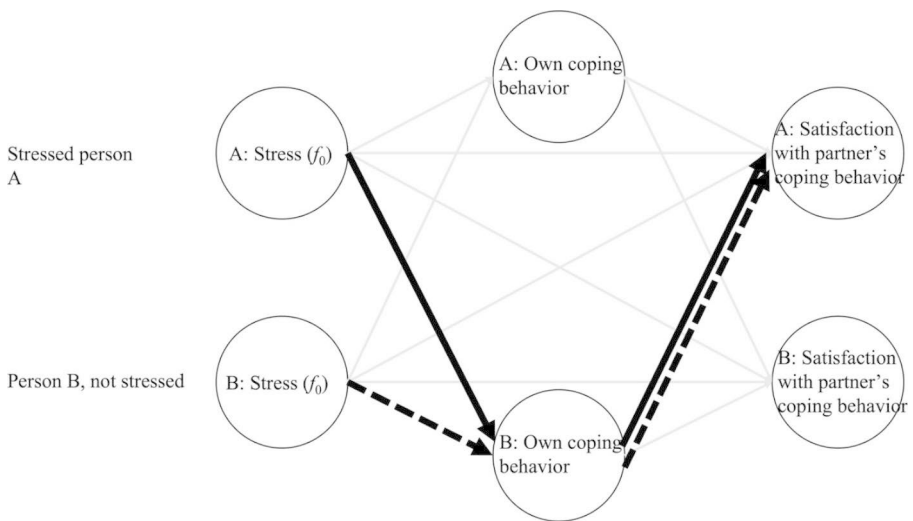 A: Own coping
behavior
Stressed person
A
A: Stress (f₀)
A: Satisfaction
with partner's
coping behavior
Person B, not stressed
B: Stress (f₀)
B: Satisfaction
with partner's
coping behavior
B: Own coping
behavior